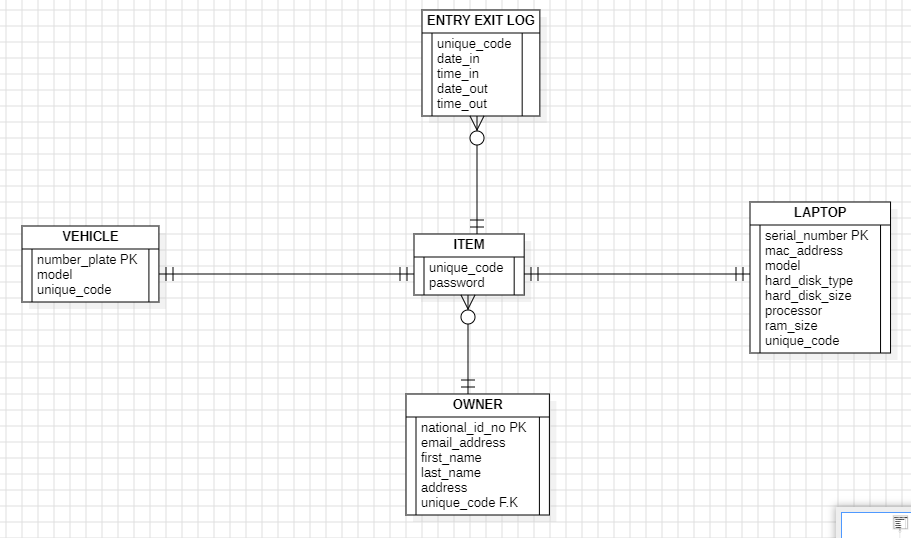 ENTRY EXIT LOG
unique_code
date_in
time_in
date_out
time_out
VEHICLE
number_plate PK
model
unique_code
ITEM
unique_code
password
LAPTOP
serial_number PK
mac_address
model
hard_disk_type
hard_disk_size
processor
ram_size
unique_code
OWNER
national_id_no PK
email_address
first_name
last_name
address
unique_code F.K